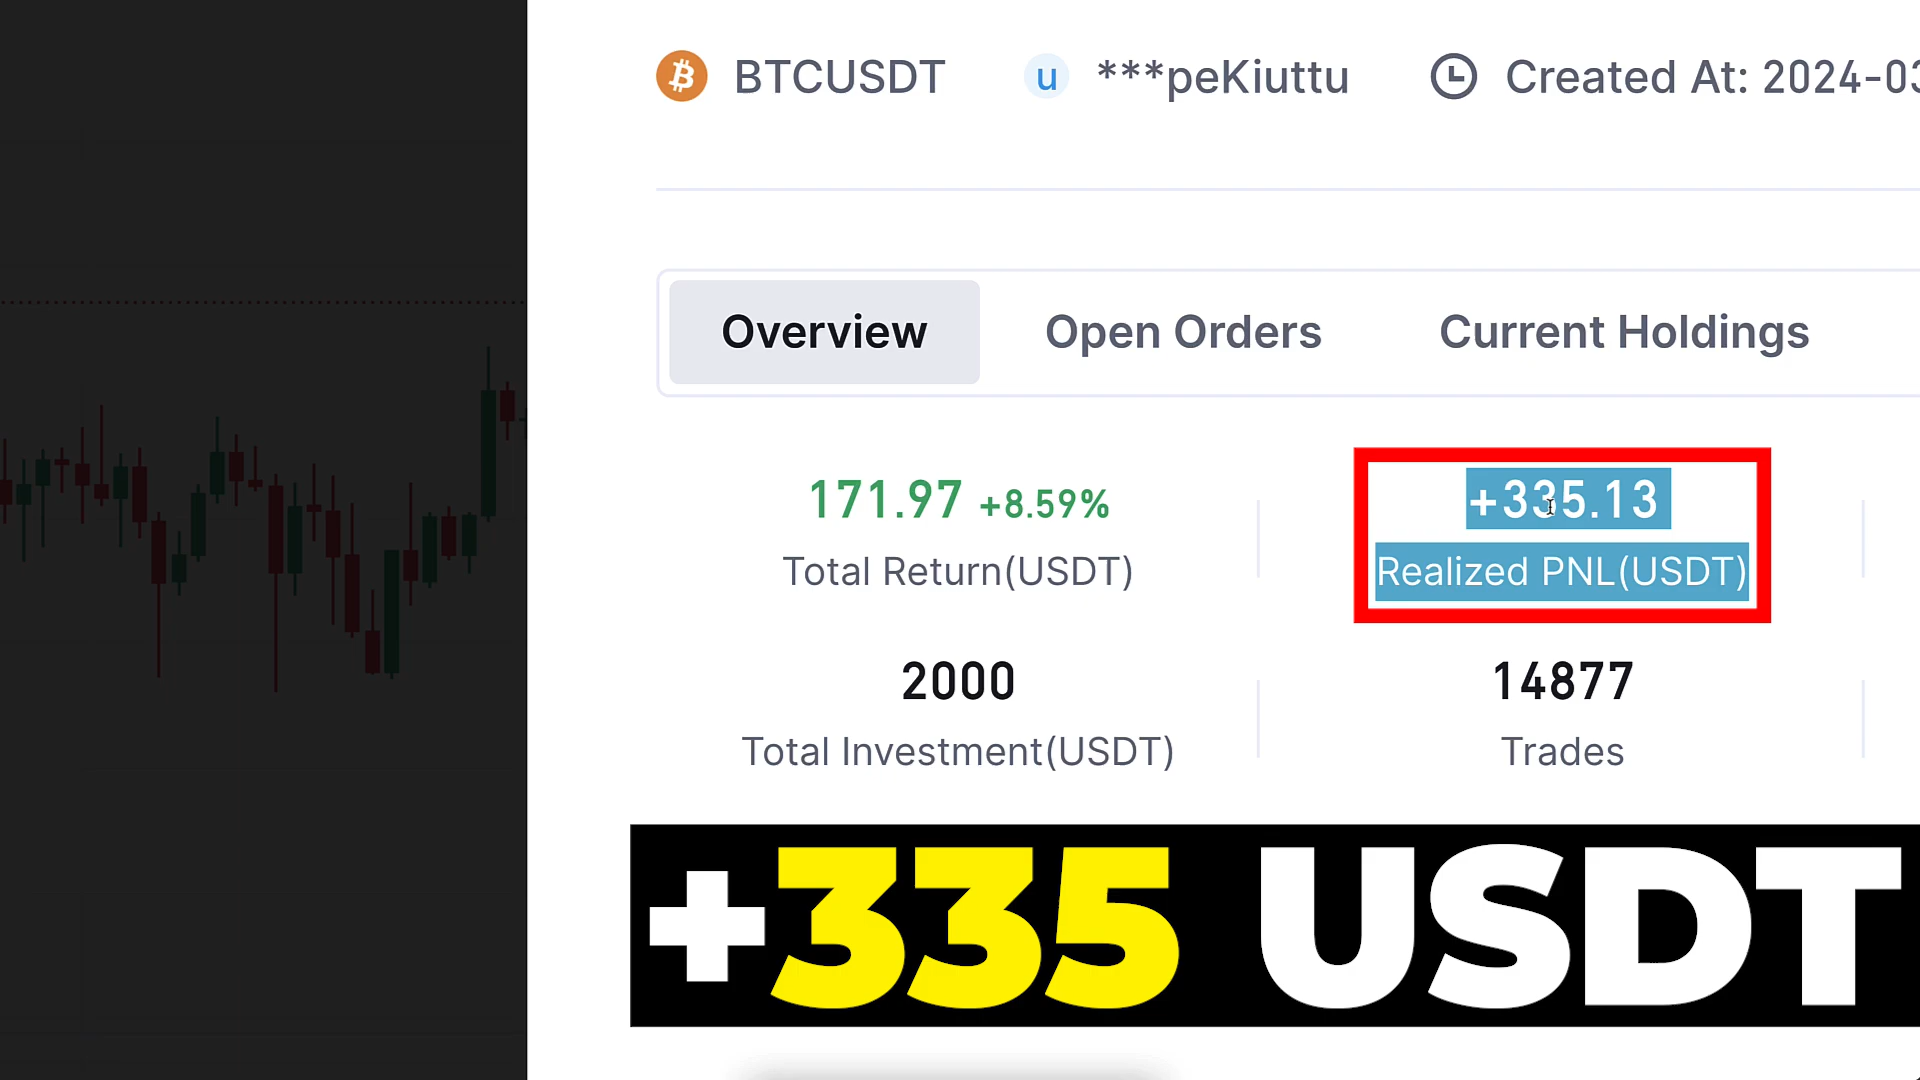 BTCUSDT u ***peKiuttu Created At: 2024-03
Overview Open Orders Current Holdings
171.97 +8.59% +335.13
Total Return(USDT) Realized PNL(USDT)
2000 14877
Total Investment(USDT) Trades
+335 USDT